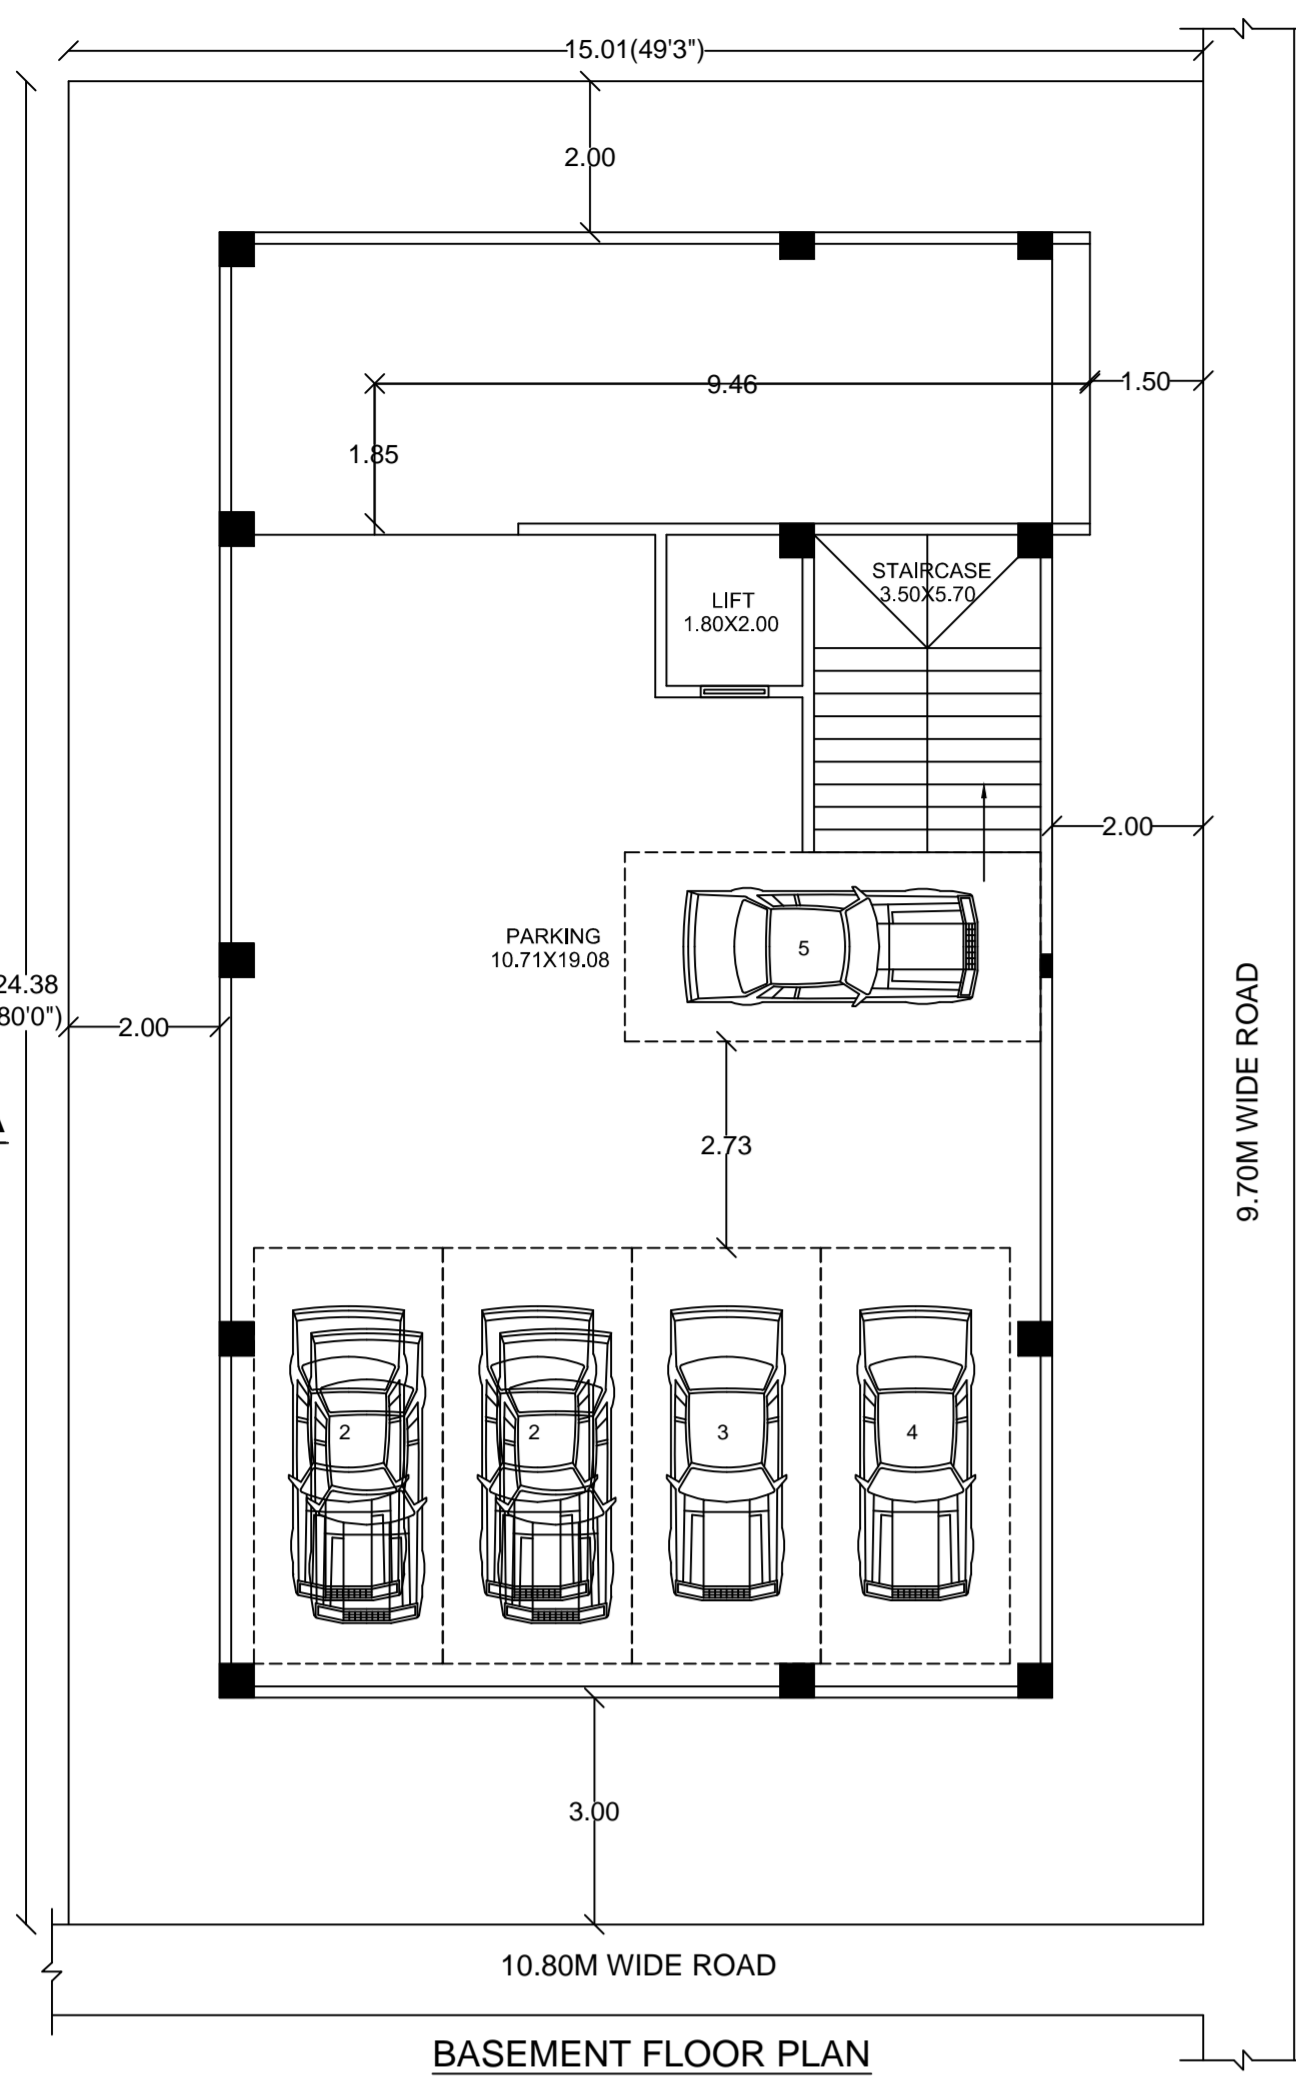 15.01(49'3")
2.00
9.46
1.50
1.85
STAIRCASE
3.50X5.70
LIFT
1.80X2.00
2.00
5
PARKING
10.71X19.08
24.38
80'0")
2.00
9.70M WIDE ROAD
A
2.73
2
2
3
4
3.00
10.80M WIDE ROAD
BASEMENT FLOOR PLAN